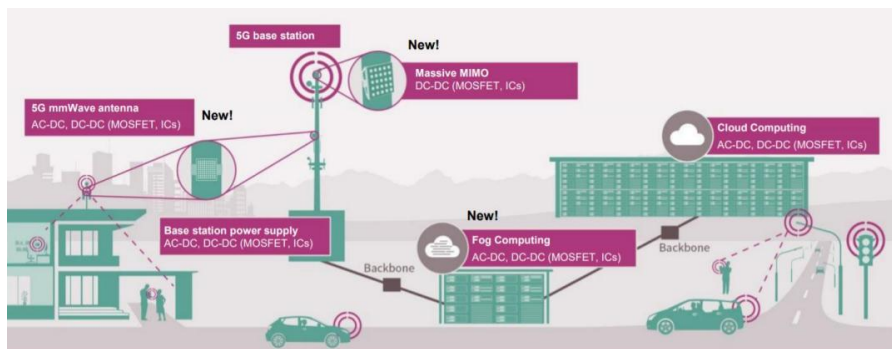 5G base station
New!
Massive MIMO
DC-DC (MOSFET, ICs)
5G mmWave antenna
AC-DC, DC-DC (MOSFET, ICs)
New!
Cloud Computing
AC-DC, DC-DC (MOSFET, ICs)
Base station power supply
AC-DC, DC-DC (MOSFET, ICs)
New!
Fog Computing
AC-DC, DC-DC (MOSFET, ICs)
Backbone
Backbone